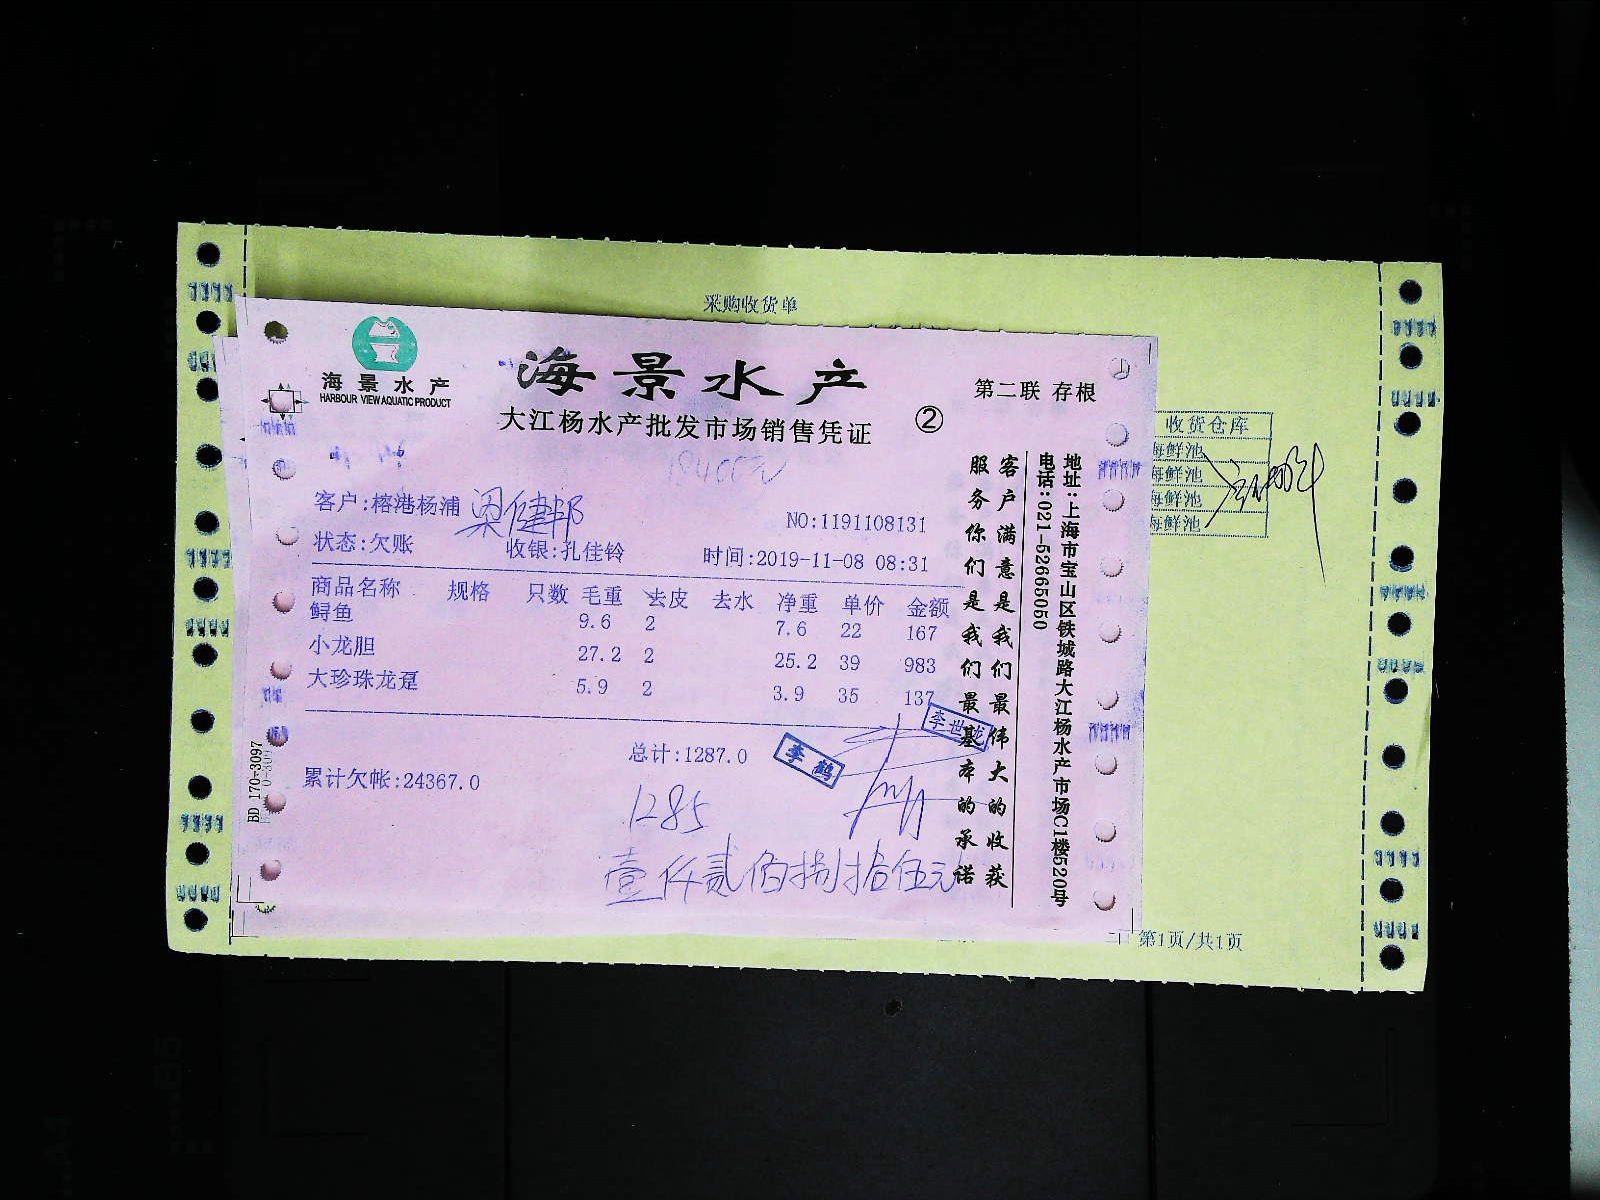 采购收货单
海景水产
HARBOUR VIEW AQUATIC PRODUCT
海景水产
大江杨水产批发市场销售凭证
②
第二联 存根
客户:榕港杨浦 梁健邦
NO:1191108131
状态:欠账 收银:孔佳铃 时间:2019-11-08 08:31
商品名称 规格 只数 毛重 去皮 去水 净重 单价 金额
鲟鱼 9.6 2 7.6 22 167
小龙胆 27.2 2 25.2 39 983
大珍珠龙趸 5.9 2 3.9 35 137
总计:1287.0
累计欠帐:24367.0
李鹤
1285
壹仟贰佰捌拾伍元
客户满意是我们最伟大的收获
服务你们是我们最基本的承诺
地址:上海市宝山区铁城路大江杨水产市场C1楼520号
电话:021-52665050
BD 170-3097
收货仓库
海鲜池
海鲜池
海鲜池
海鲜池
第1页/共1页